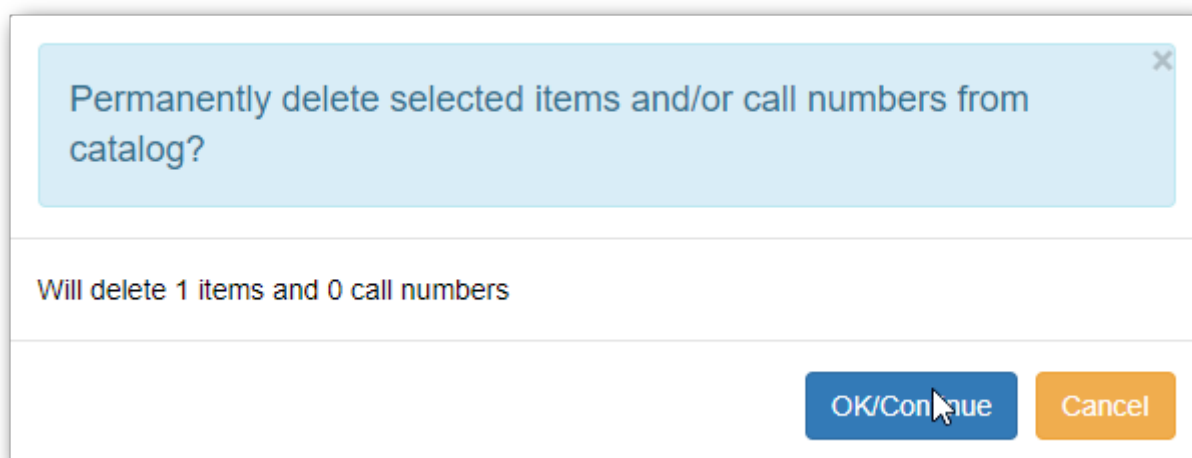 Permanently delete selected items and/or call numbers from
catalog?
Will delete 1 items and 0 call numbers
OK/Continue
Cancel